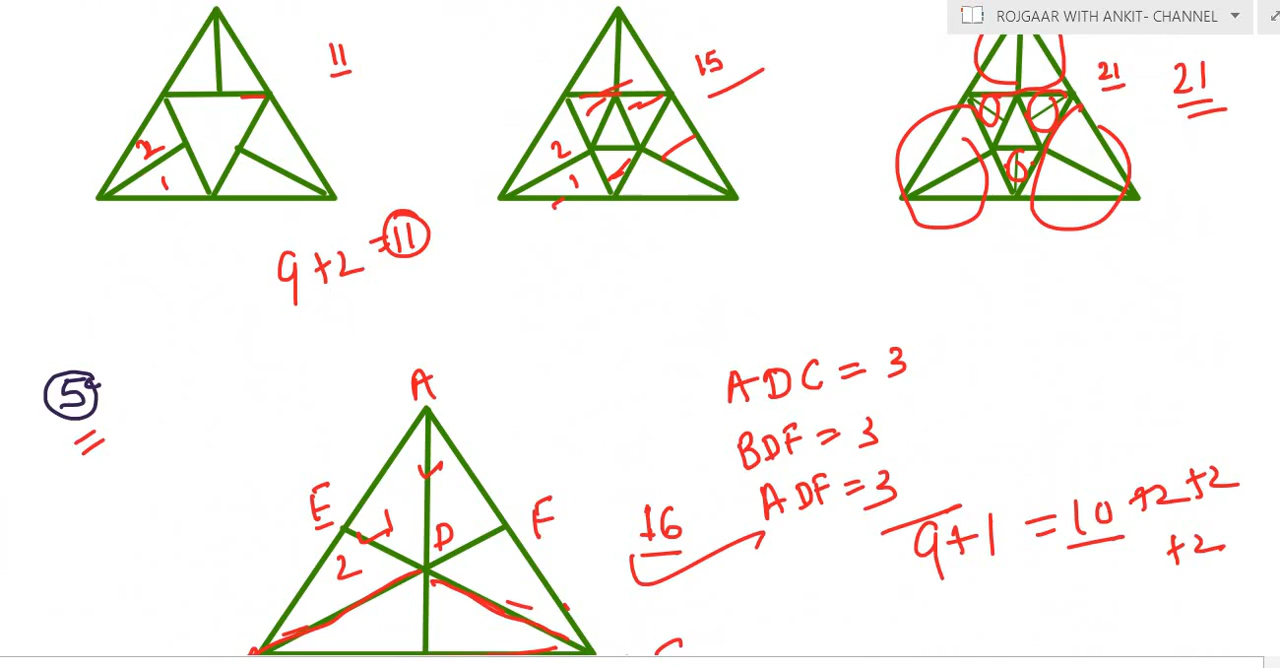 ROJGAAR WITH ANKIT- CHANNEL
11
15
21
21
2
1
2
1
9+2=11
5
A
ADC = 3
BDF = 3
ADF = 3
E
1
D
F
2
16
9+1 = 10 +2+2
+2